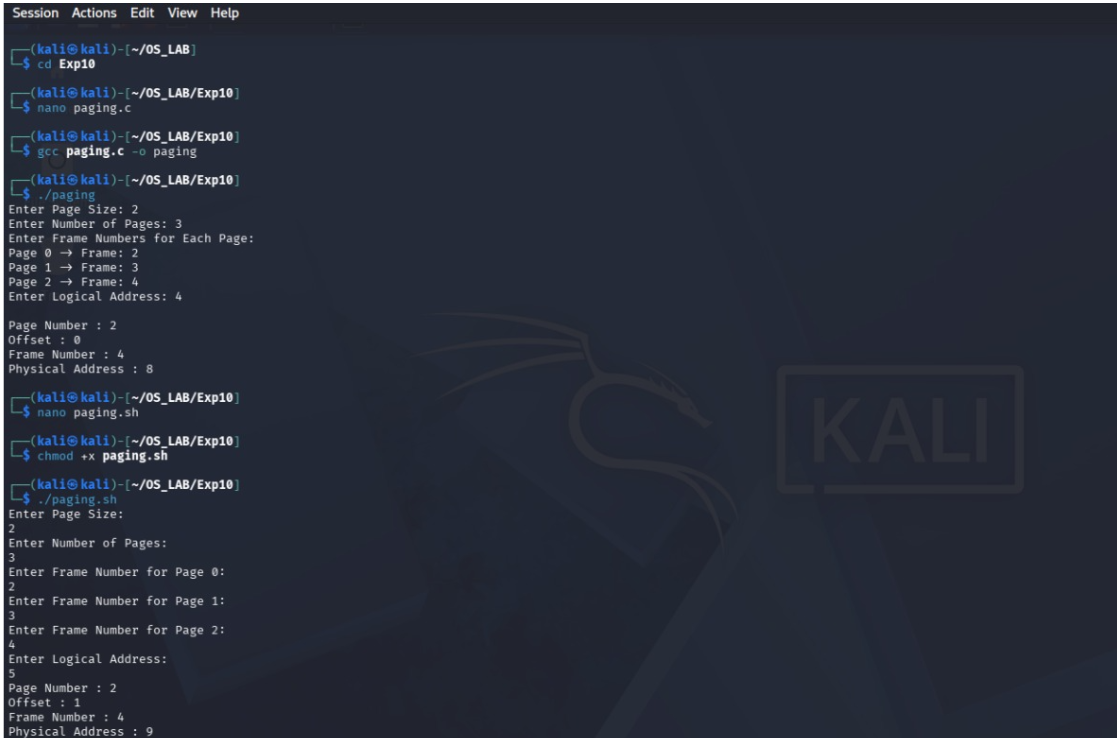 Session Actions Edit View Help
┌──(kali㉿kali)-[~/OS_LAB]
└─$ cd Exp10
┌──(kali㉿kali)-[~/OS_LAB/Exp10]
└─$ nano paging.c
┌──(kali㉿kali)-[~/OS_LAB/Exp10]
└─$ gcc paging.c -o paging
┌──(kali㉿kali)-[~/OS_LAB/Exp10]
└─$ ./paging
Enter Page Size: 2
Enter Number of Pages: 3
Enter Frame Numbers for Each Page:
Page 0 → Frame: 2
Page 1 → Frame: 3
Page 2 → Frame: 4
Enter Logical Address: 4
Page Number : 2
Offset : 0
Frame Number : 4
Physical Address : 8
┌──(kali㉿kali)-[~/OS_LAB/Exp10]
└─$ nano paging.sh
┌──(kali㉿kali)-[~/OS_LAB/Exp10]
└─$ chmod +x paging.sh
┌──(kali㉿kali)-[~/OS_LAB/Exp10]
└─$ ./paging.sh
Enter Page Size:
2
Enter Number of Pages:
3
Enter Frame Number for Page 0:
2
Enter Frame Number for Page 1:
3
Enter Frame Number for Page 2:
4
Enter Logical Address:
5
Page Number : 2
Offset : 1
Frame Number : 4
Physical Address : 9
KALI